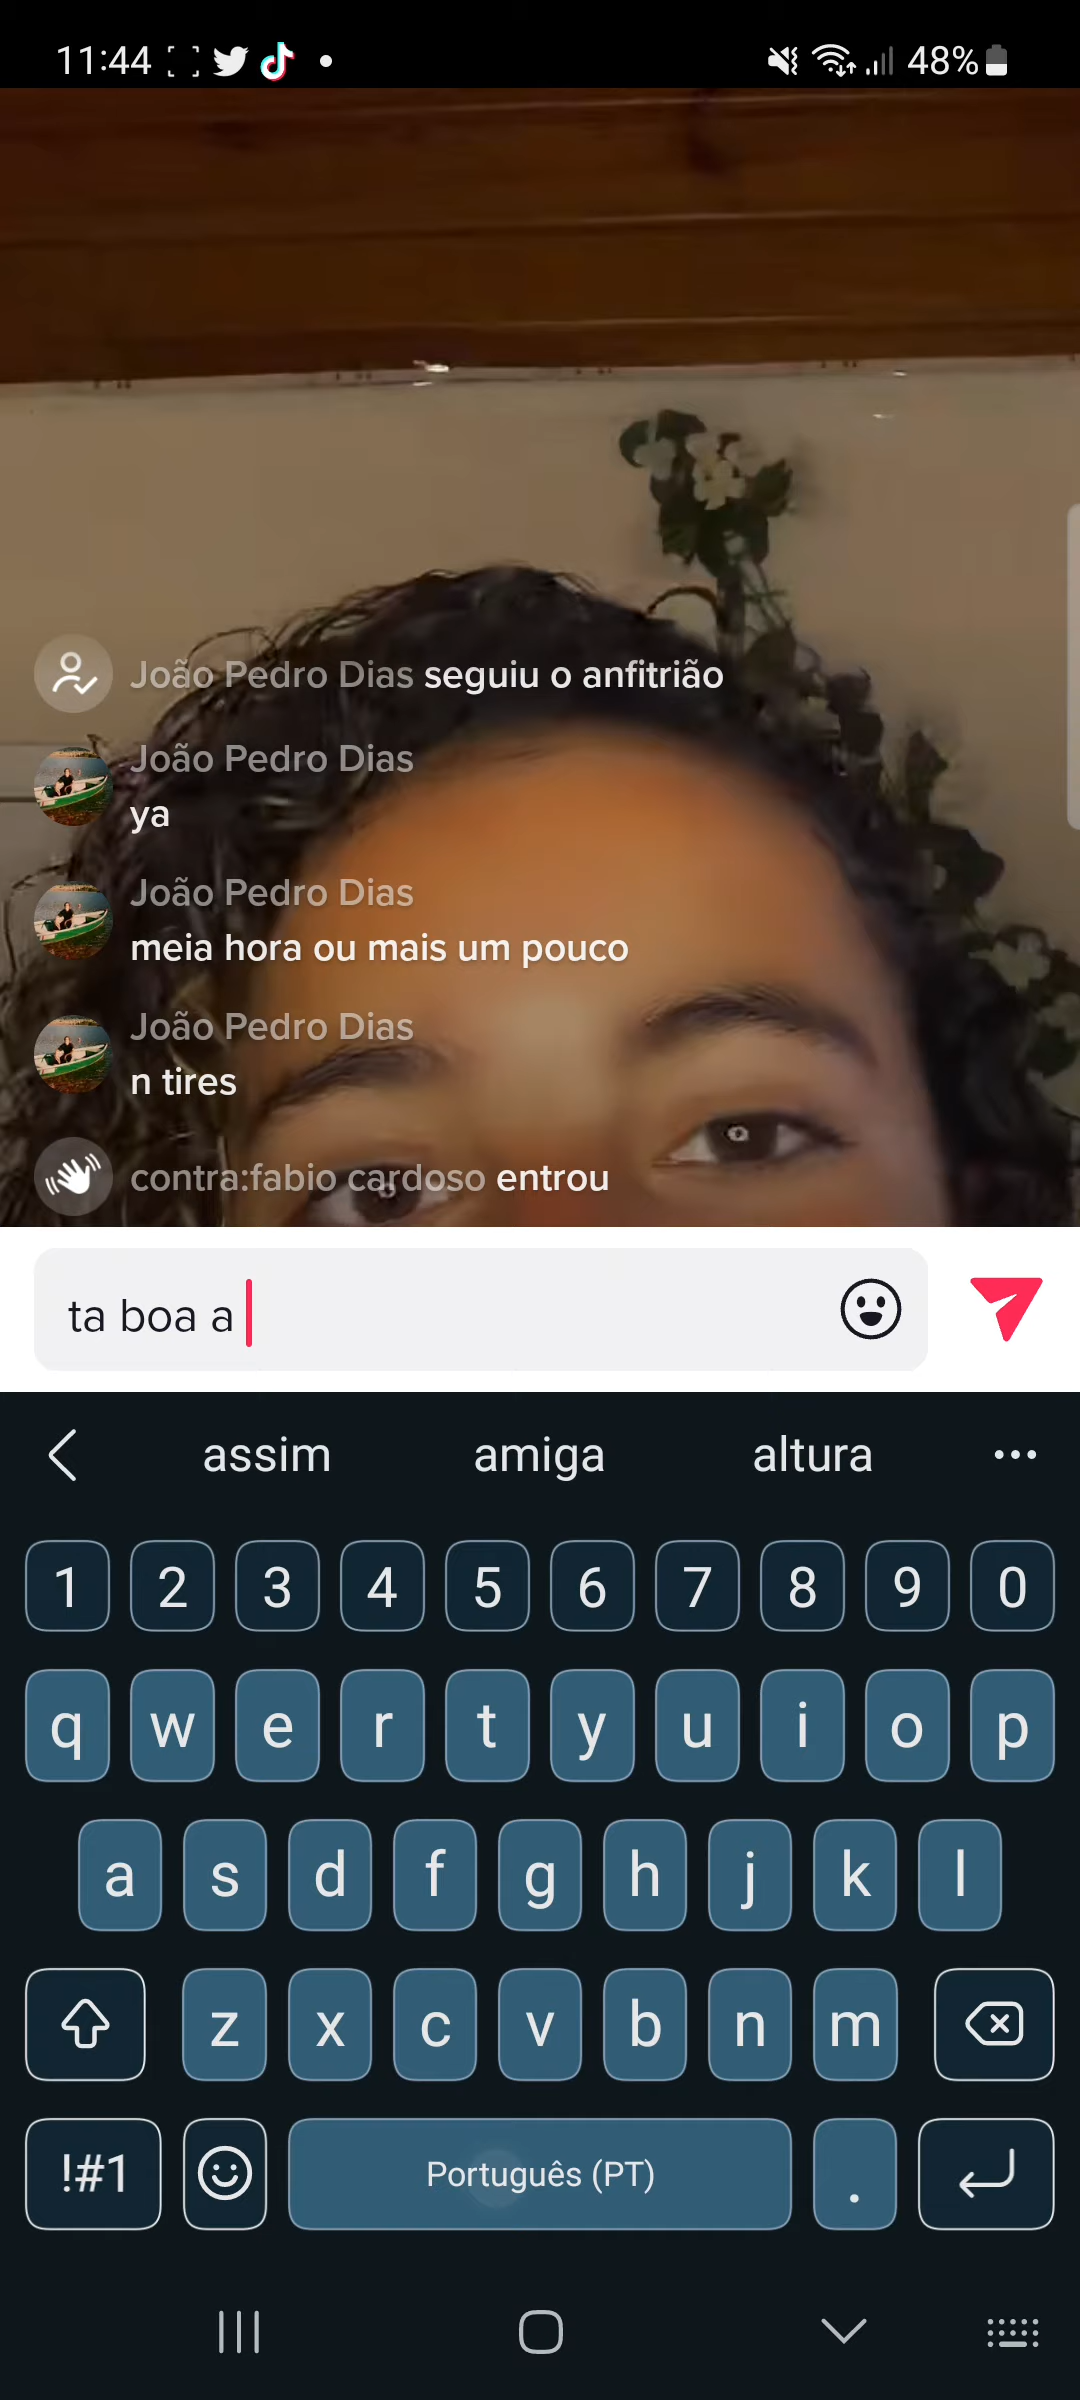 11:44 48%
João Pedro Dias seguiu o anfitrião
João Pedro Dias
ya
João Pedro Dias
meia hora ou mais um pouco
João Pedro Dias
n tires
contra:fabio cardoso entrou
ta boa a
assim amiga altura
1 2 3 4 5 6 7 8 9 0
q w e r t y u i o p
a s d f g h j k l
z x c v b n m
!#1 Português (PT) .